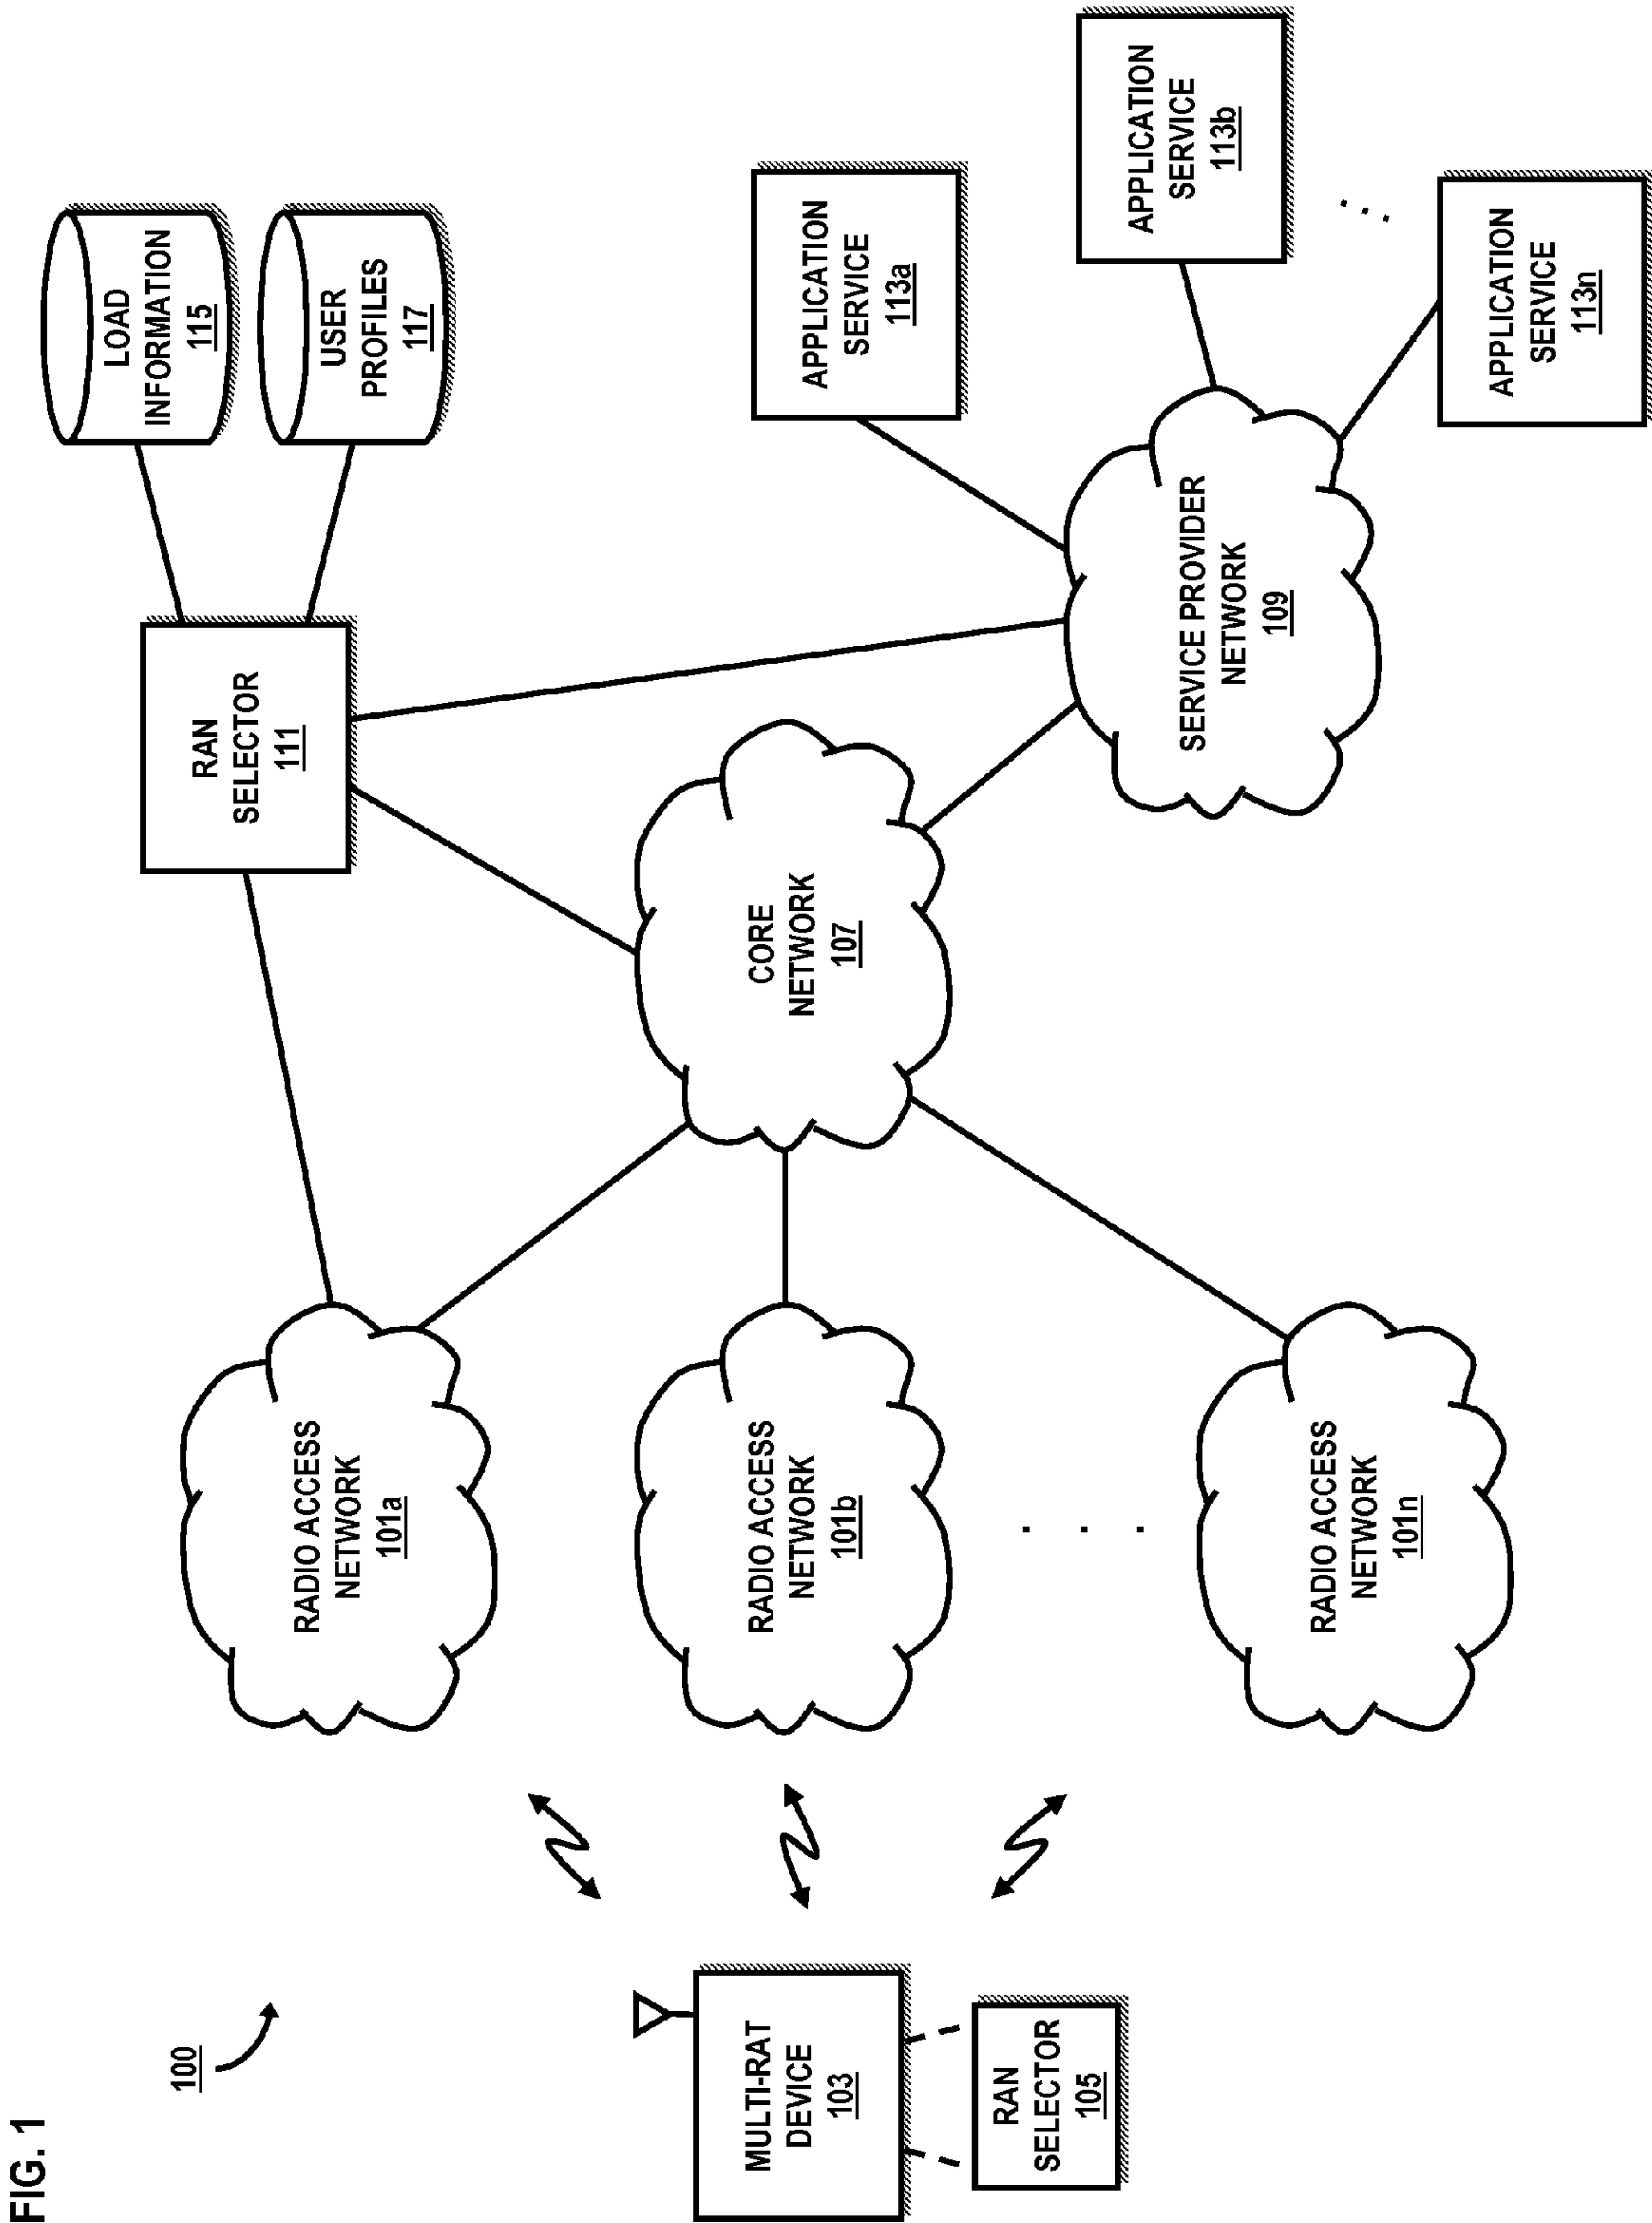 FIG. 1
100
LOAD
INFORMATION
115
USER
PROFILES
117
RAN
SELECTOR
111
RADIO ACCESS
NETWORK
101a
MULTI-RAT
DEVICE
103
RAN
SELECTOR
105
RADIO ACCESS
NETWORK
101b
. . .
RADIO ACCESS
NETWORK
101n
CORE
NETWORK
107
SERVICE PROVIDER
NETWORK
109
APPLICATION
SERVICE
113a
APPLICATION
SERVICE
113b
. . .
APPLICATION
SERVICE
113n